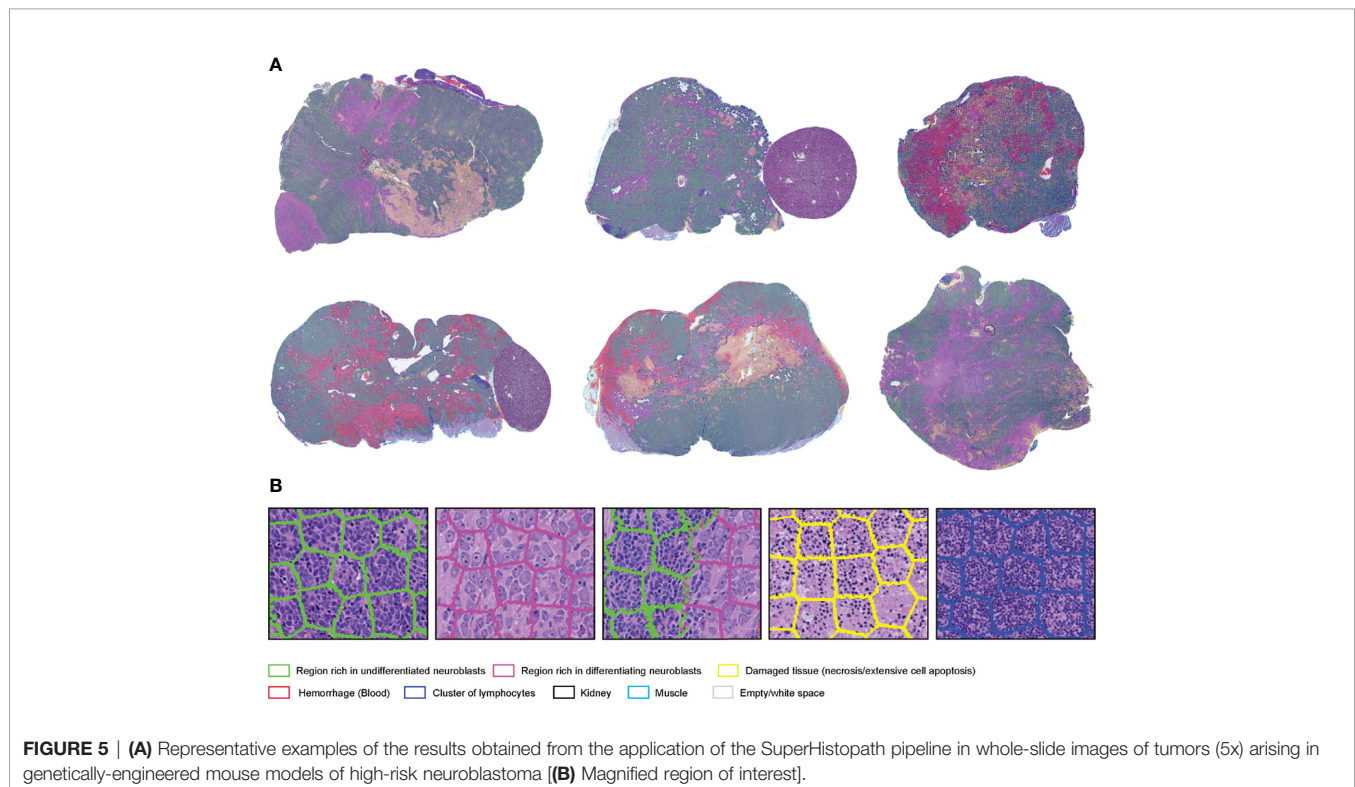 A
B
Region rich in undifferentiated neuroblasts Region rich in differentiating neuroblasts Damaged tissue (necrosis/extensive cell apoptosis)
Hemorrhage (Blood) Cluster of lymphocytes Kidney Muscle Empty/white space
FIGURE 5 | (A) Representative examples of the results obtained from the application of the SuperHistopath pipeline in whole-slide images of tumors (5x) arising in
genetically-engineered mouse models of high-risk neuroblastoma [(B) Magnified region of interest].